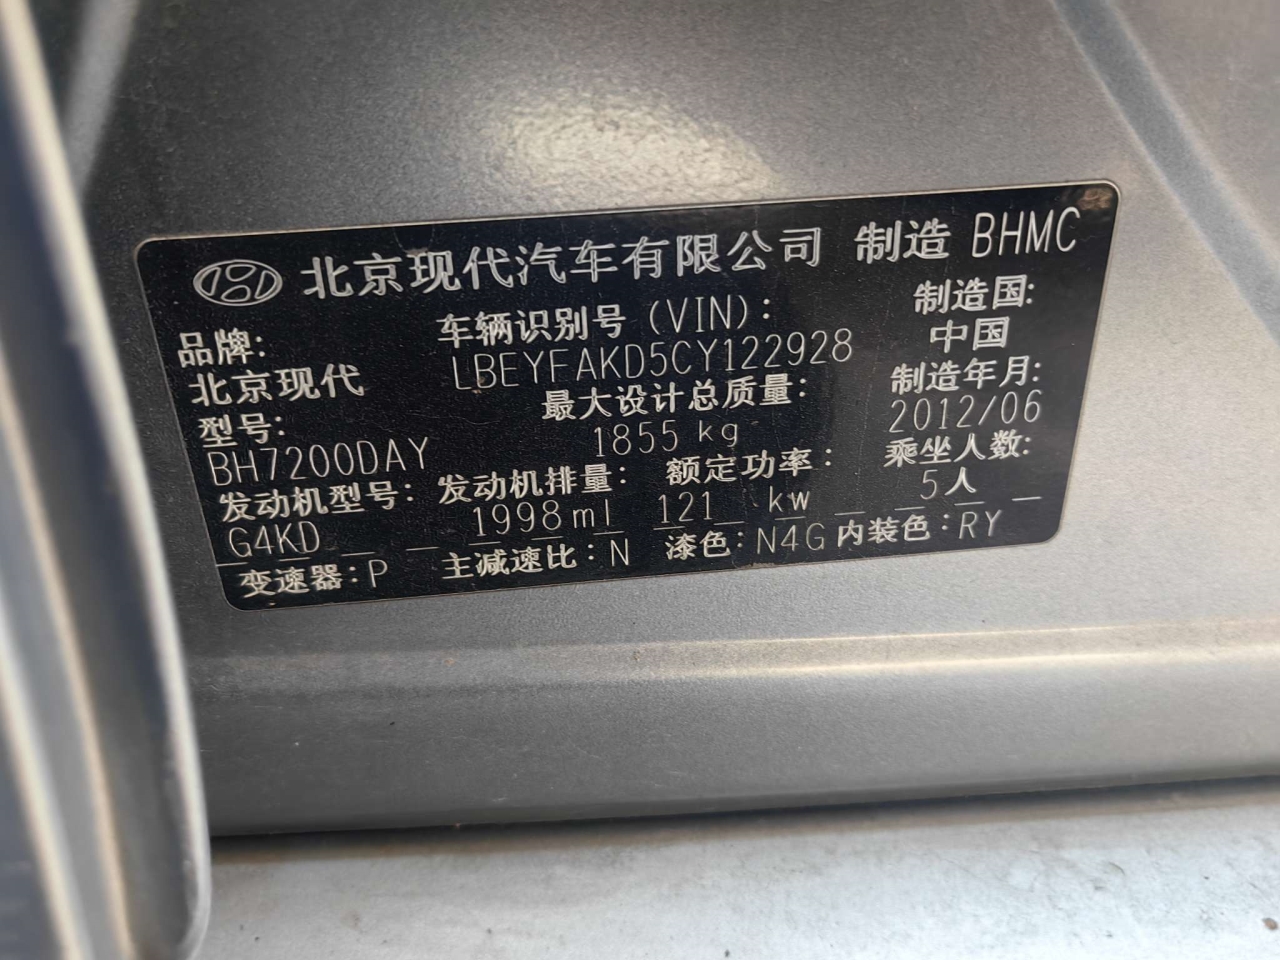 北京现代汽车有限公司 制造 BHMC
品牌: 车辆识别号 (VIN): 制造国:
北京现代 LBEYFAKD5CY122928 中国
型号: 最大设计总质量: 制造年月:
BH7200DAY 1855 kg 2012/06
发动机型号: 发动机排量: 额定功率: 乘坐人数:
G4KD 1998ml 121 kw 5人
变速器:P 主减速比:N 漆色:N4G 内装色:RY